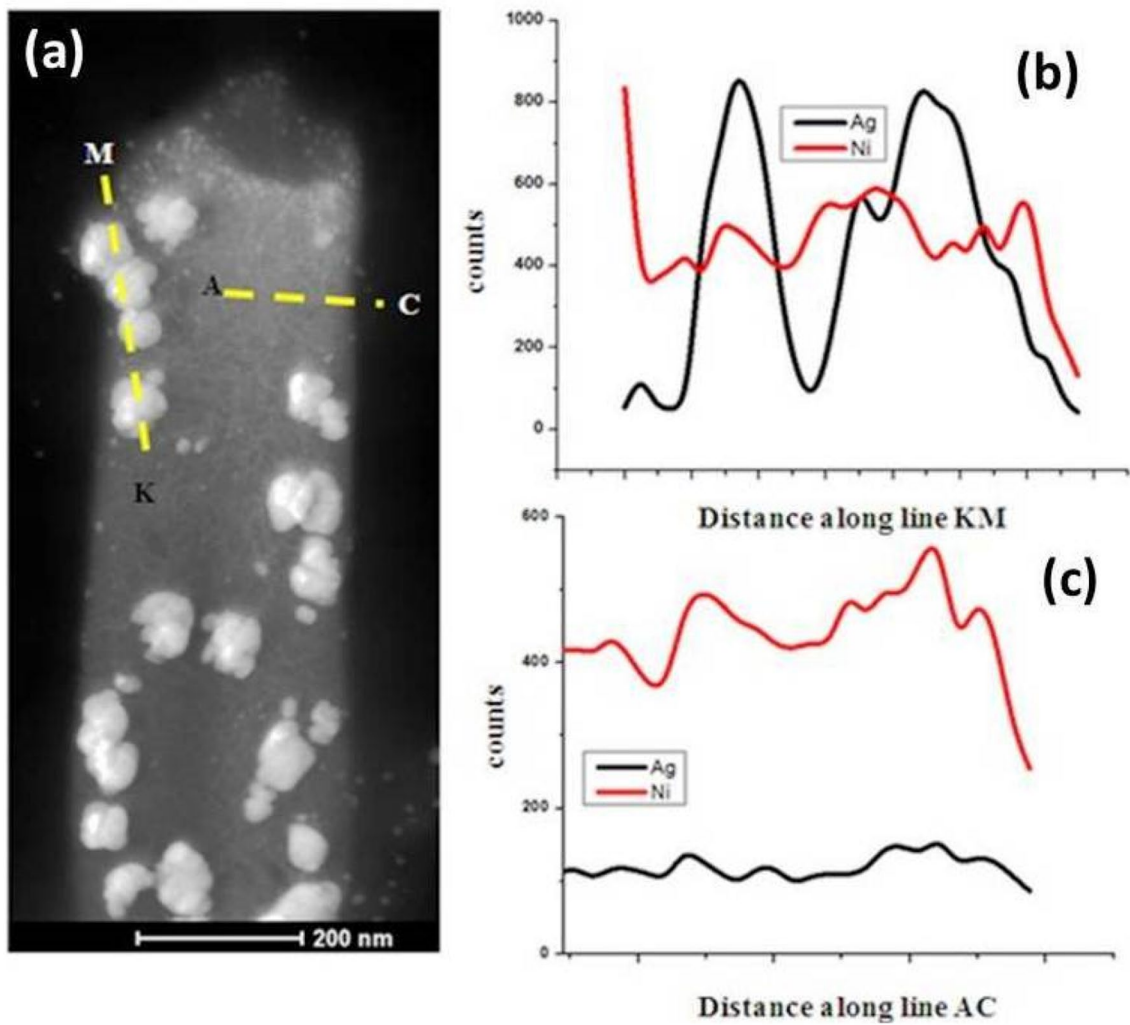 (a)
M
A
C
K
200 nm
(b)
1000
800
600
400
200
0
counts
Ag
Ni
Distance along line KM
(c)
600
400
200
0
counts
Ag
Ni
Distance along line AC